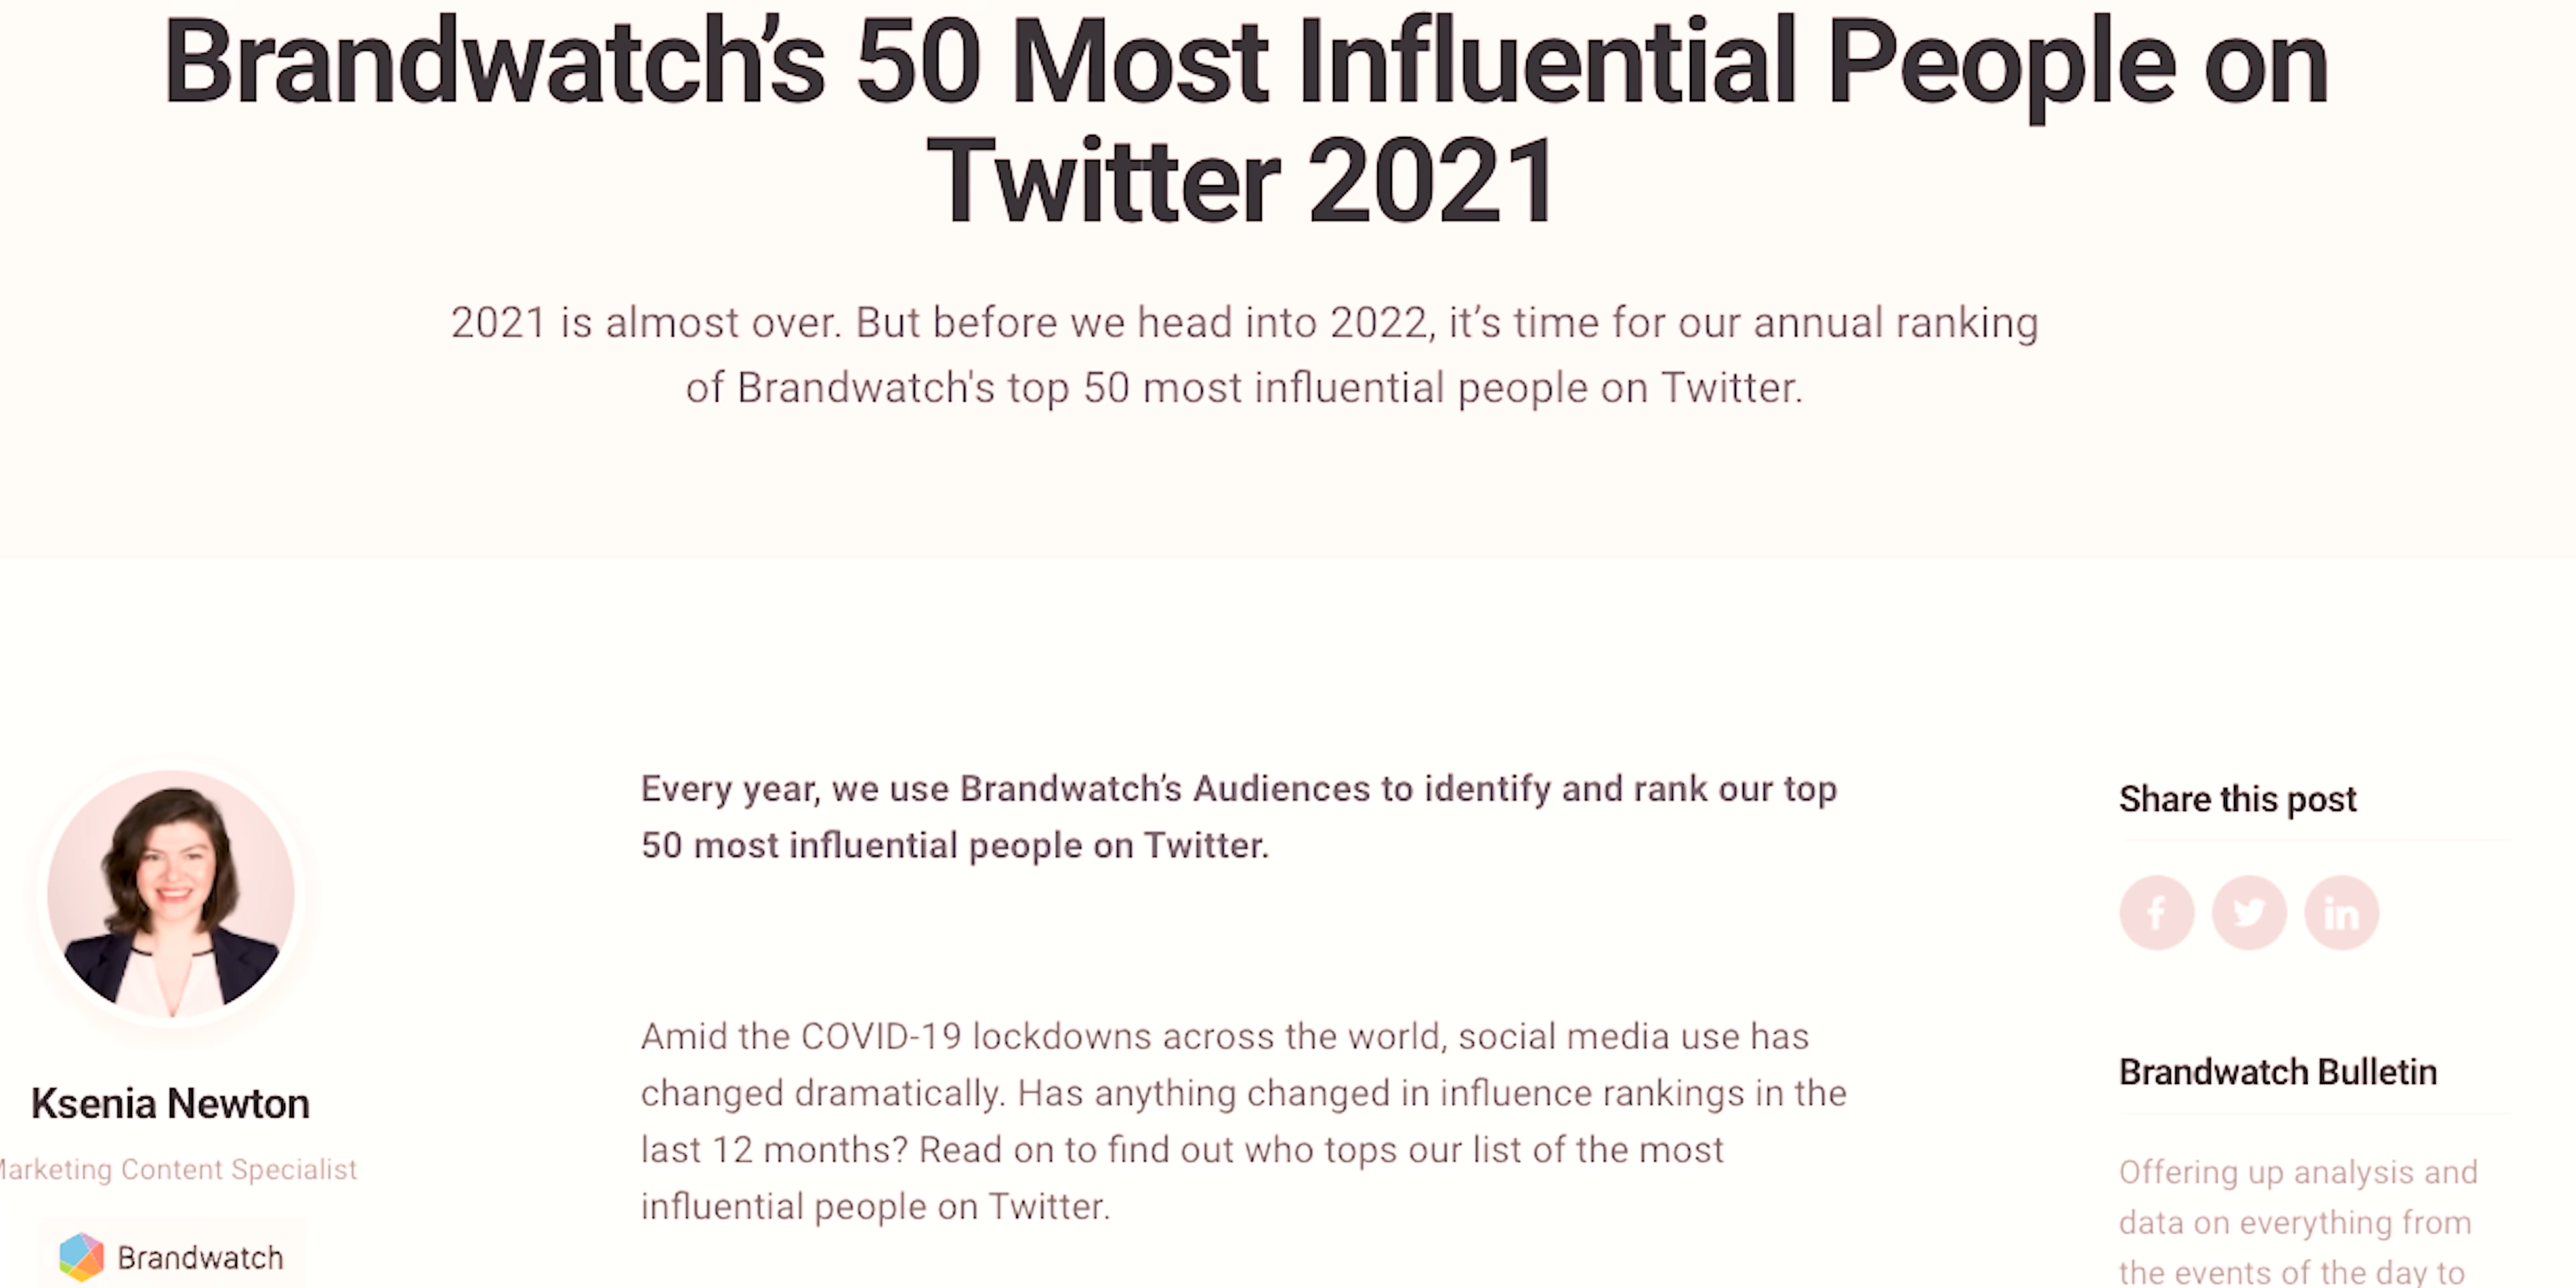 Brandwatch’s 50 Most Influential People on
Twitter 2021
2021 is almost over. But before we head into 2022, it’s time for our annual ranking
of Brandwatch's top 50 most influential people on Twitter.
Ksenia Newton
Marketing Content Specialist
Brandwatch
Every year, we use Brandwatch’s Audiences to identify and rank our top
50 most influential people on Twitter.
Amid the COVID-19 lockdowns across the world, social media use has
changed dramatically. Has anything changed in influence rankings in the
last 12 months? Read on to find out who tops our list of the most
influential people on Twitter.
Share this post
f
in
Brandwatch Bulletin
Offering up analysis and
data on everything from
the events of the day to